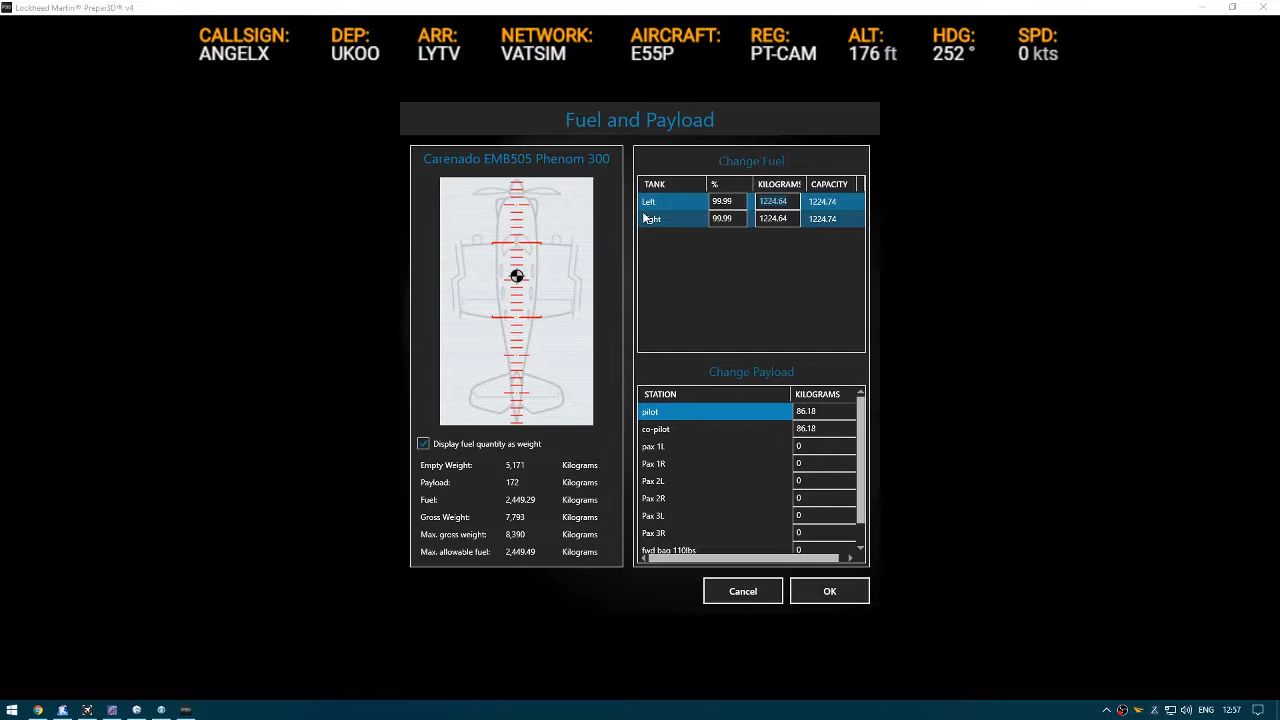 Lockheed Martin® Prepar3D® v4
CALLSIGN: DEP: ARR: NETWORK: AIRCRAFT: REG: ALT: HDG: SPD:
ANGELX UKOO LYTV VATSIM E55P PT-CAM 176 ft 252 ° 0 kts
Fuel and Payload
Carenado EMB505 Phenom 300
Display fuel quantity as weight
Empty Weight: 5,171 Kilograms
Payload: 172 Kilograms
Fuel: 2,449.29 Kilograms
Gross Weight: 7,793 Kilograms
Max. gross weight: 8,390 Kilograms
Max. allowable fuel: 2,449.49 Kilograms
Change Fuel
TANK % KILOGRAMS CAPACITY
Left 99.99 1224.64 1224.74
Right 99.99 1224.64 1224.74
Change Payload
STATION KILOGRAMS
pilot 86.18
co-pilot 86.18
pax 1L 0
Pax 1R 0
Pax 2L 0
Pax 2R 0
Pax 3L 0
Pax 3R 0
fwd bag 110lbs 0
Cancel OK
ENG 12:57